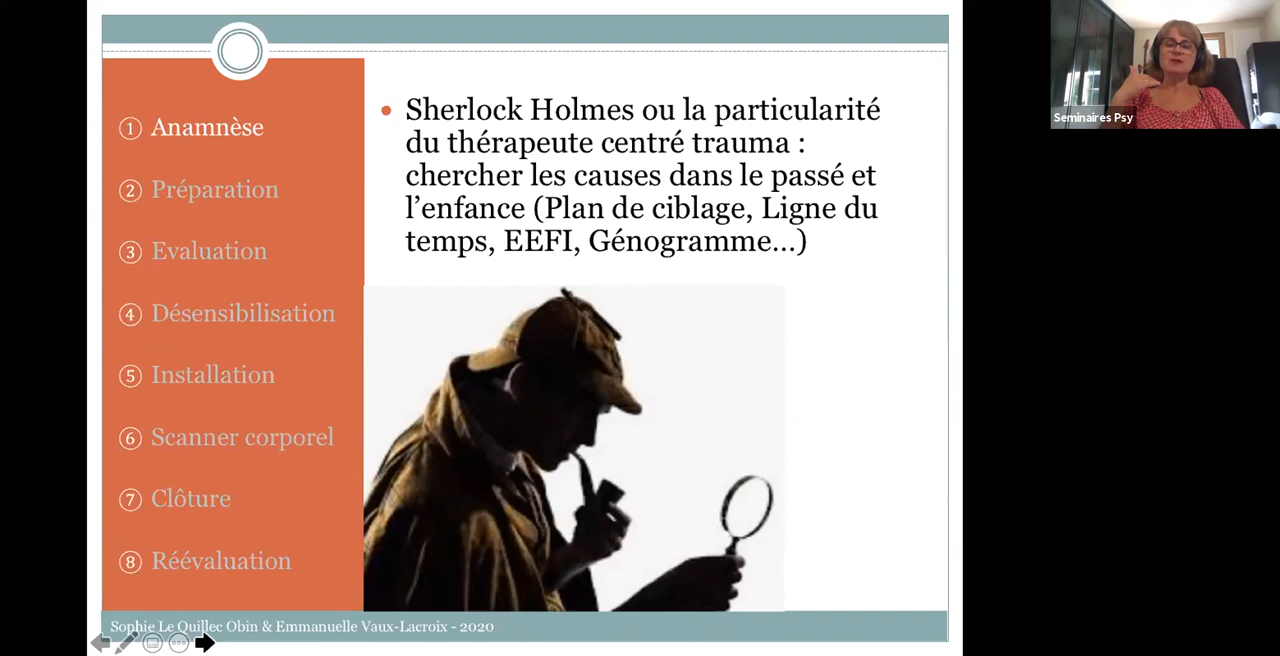 ① Anamnèse
② Préparation
③ Evaluation
④ Désensibilisation
⑤ Installation
⑥ Scanner corporel
⑦ Clôture
⑧ Réévaluation
• Sherlock Holmes ou la particularité
du thérapeute centré trauma :
chercher les causes dans le passé et
l’enfance (Plan de ciblage, Ligne du
temps, EEFI, Génogramme…)
Sophie Le Quillec Obin & Emmanuelle Vaux-Lacroix - 2020
Seminaires Psy